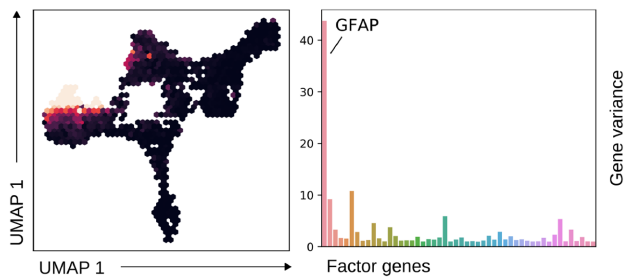 UMAP 1
UMAP 1
GFAP
40
30
20
10
0
Factor genes
Gene variance